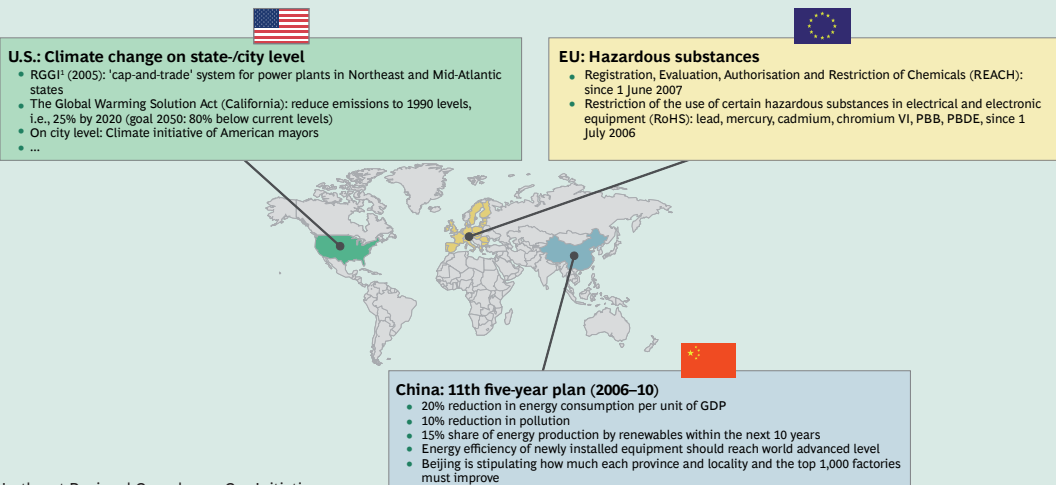 U.S.: Climate change on state-/city level
• RGGI¹ (2005): 'cap-and-trade' system for power plants in Northeast and Mid-Atlantic
states
• The Global Warming Solution Act (California): reduce emissions to 1990 levels,
i.e., 25% by 2020 (goal 2050: 80% below current levels)
• On city level: Climate initiative of American mayors
• ...
EU: Hazardous substances
• Registration, Evaluation, Authorisation and Restriction of Chemicals (REACH):
since 1 June 2007
• Restriction of the use of certain hazardous substances in electrical and electronic
equipment (RoHS): lead, mercury, cadmium, chromium VI, PBB, PBDE, since 1
July 2006
China: 11th five-year plan (2006–10)
• 20% reduction in energy consumption per unit of GDP
• 10% reduction in pollution
• 15% share of energy production by renewables within the next 10 years
• Energy efficiency of newly installed equipment should reach world advanced level
• Beijing is stipulating how much each province and locality and the top 1,000 factories
must improve